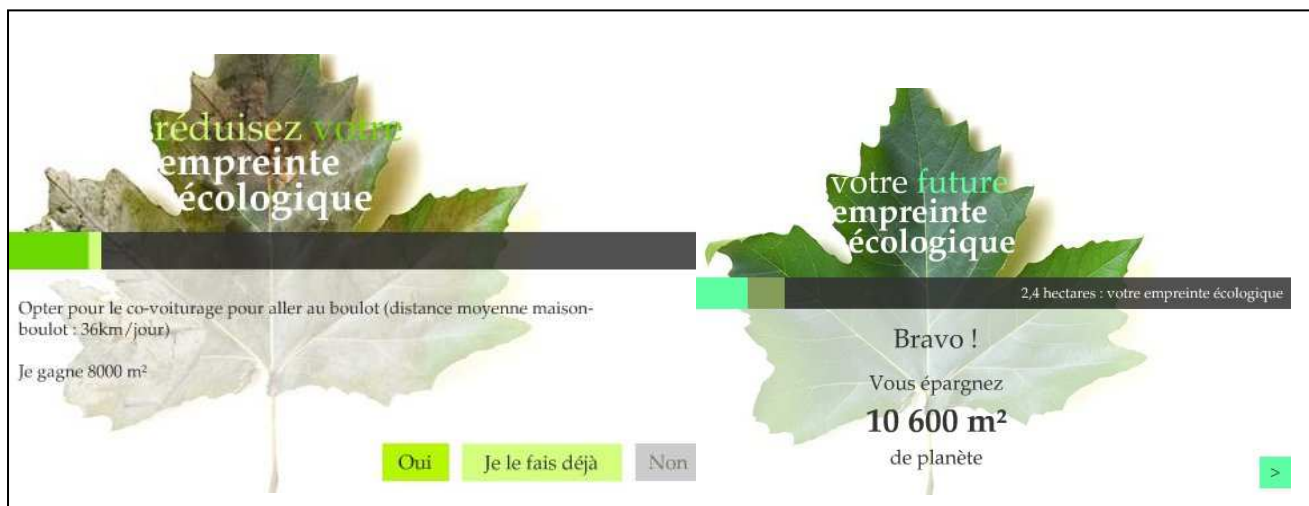 réduisez votre
empreinte
écologique
Opter pour le co-voiturage pour aller au boulot (distance moyenne maison-
boulot : 36km/jour)
Je gagne 8000 m²
Oui
Je le fais déjà
Non
votre future
empreinte
écologique
2,4 hectares : votre empreinte écologique
Bravo !
Vous épargnez
10 600 m²
de planète
>